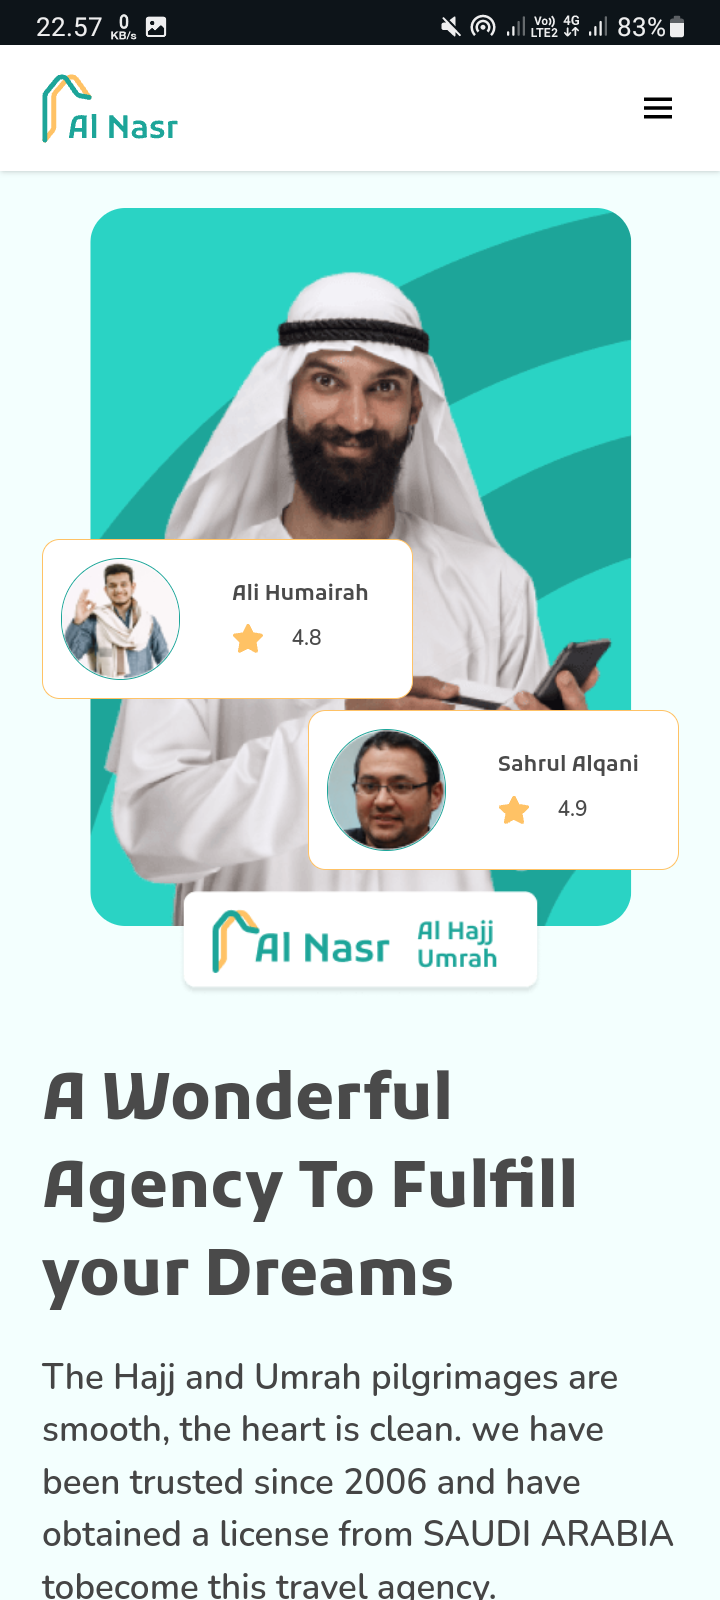 22.57 0 KB/s Vo)) LTE2 4G 83%
Al Nasr
Ali Humairah
4.8
Sahrul Alqani
4.9
Al Nasr Al Hajj Umrah
A Wonderful
Agency To Fulfill
your Dreams
The Hajj and Umrah pilgrimages are
smooth, the heart is clean. we have
been trusted since 2006 and have
obtained a license from SAUDI ARABIA
tobecome this travel agency.